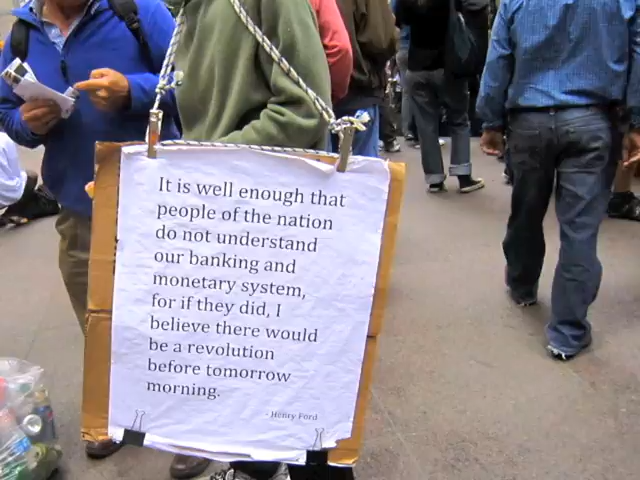 It is well enough that
people of the nation
do not understand
our banking and
monetary system,
for if they did, I
believe there would
be a revolution
before tomorrow
morning.
- Henry Ford